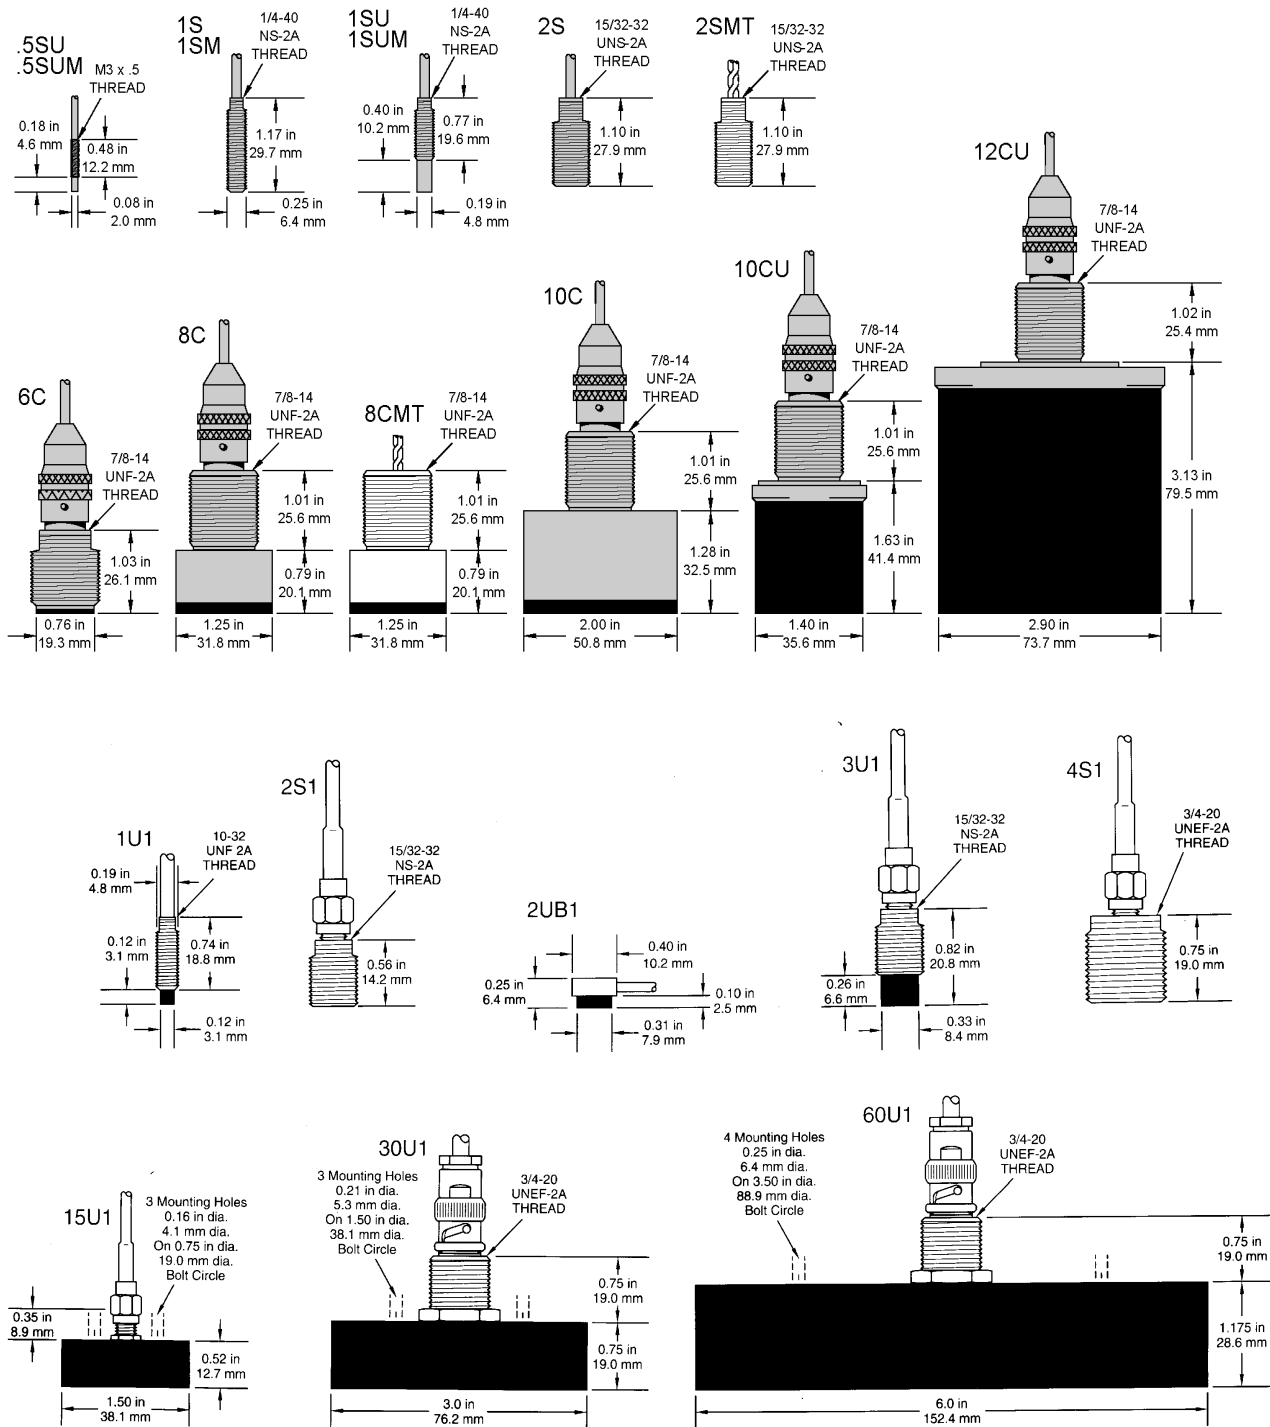 .5SU
.5SUM
M3 x .5
THREAD
0.18 in
4.6 mm
0.48 in
12.2 mm
0.08 in
2.0 mm
1S
1SM
1/4-40
NS-2A
THREAD
1.17 in
29.7 mm
0.25 in
6.4 mm
1SU
1SUM
1/4-40
NS-2A
THREAD
0.40 in
10.2 mm
0.77 in
19.6 mm
0.19 in
4.8 mm
2S
15/32-32
UNS-2A
THREAD
1.10 in
27.9 mm
2SMT
15/32-32
UNS-2A
THREAD
1.10 in
27.9 mm
12CU
7/8-14
UNF-2A
THREAD
1.02 in
25.4 mm
3.13 in
79.5 mm
2.90 in
73.7 mm
6C
7/8-14
UNF-2A
THREAD
1.03 in
26.1 mm
0.76 in
19.3 mm
8C
7/8-14
UNF-2A
THREAD
1.01 in
25.6 mm
0.79 in
20.1 mm
1.25 in
31.8 mm
8CMT
7/8-14
UNF-2A
THREAD
1.01 in
25.6 mm
0.79 in
20.1 mm
1.25 in
31.8 mm
10C
7/8-14
UNF-2A
THREAD
1.01 in
25.6 mm
1.28 in
32.5 mm
2.00 in
50.8 mm
10CU
7/8-14
UNF-2A
THREAD
1.01 in
25.6 mm
1.63 in
41.4 mm
1.40 in
35.6 mm
1U1
10-32
UNF 2A
THREAD
0.19 in
4.8 mm
0.12 in
3.1 mm
0.74 in
18.8 mm
0.12 in
3.1 mm
2S1
15/32-32
NS-2A
THREAD
0.56 in
14.2 mm
2UB1
0.40 in
10.2 mm
0.25 in
6.4 mm
0.10 in
2.5 mm
0.31 in
7.9 mm
3U1
15/32-32
NS-2A
THREAD
0.82 in
20.8 mm
0.26 in
6.6 mm
0.33 in
8.4 mm
4S1
3/4-20
UNEF-2A
THREAD
0.75 in
19.0 mm
15U1
3 Mounting Holes
0.16 in dia.
4.1 mm dia.
On 0.75 in dia.
19.0 mm dia.
Bolt Circle
0.35 in
8.9 mm
0.52 in
12.7 mm
1.50 in
38.1 mm
30U1
3 Mounting Holes
0.21 in dia.
5.3 mm dia.
On 1.50 in dia.
38.1 mm dia.
Bolt Circle
3/4-20
UNEF-2A
THREAD
0.75 in
19.0 mm
0.75 in
19.0 mm
3.0 in
76.2 mm
60U1
4 Mounting Holes
0.25 in dia.
6.4 mm dia.
On 3.50 in dia.
88.9 mm dia.
Bolt Circle
3/4-20
UNEF-2A
THREAD
0.75 in
19.0 mm
1.175 in
28.6 mm
6.0 in
152.4 mm